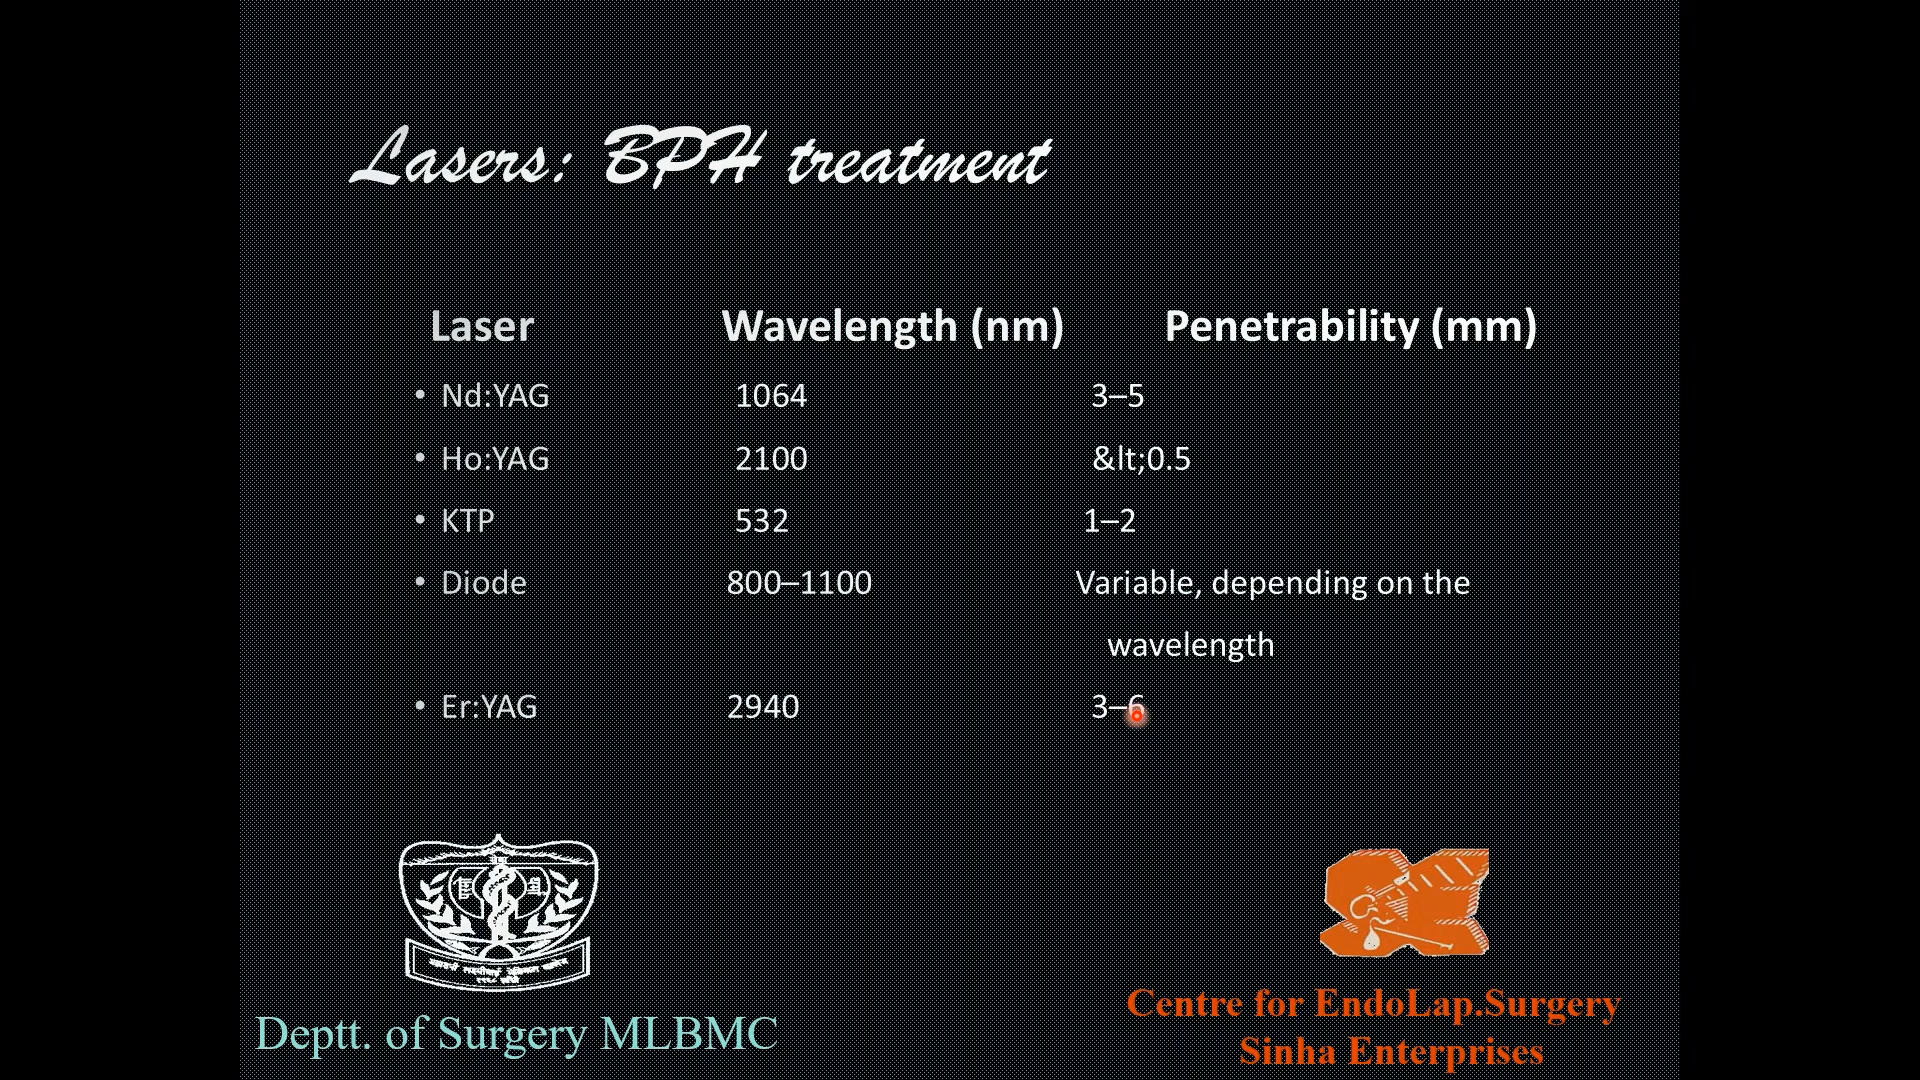 Lasers: BPH treatment
Laser Wavelength (nm) Penetrability (mm)
• Nd:YAG 1064 3–5
• Ho:YAG 2100 &lt;0.5
• KTP 532 1–2
• Diode 800–1100 Variable, depending on the
wavelength
• Er:YAG 2940 3–6
Deptt. of Surgery MLBMC
Centre for EndoLap.Surgery
Sinha Enterprises